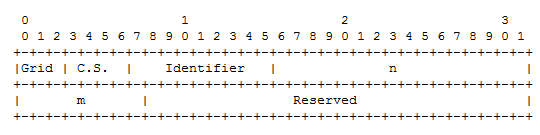 0                   1                   2                   3
 0 1 2 3 4 5 6 7 8 9 0 1 2 3 4 5 6 7 8 9 0 1 2 3 4 5 6 7 8 9 0 1
+-+-+-+-+-+-+-+-+-+-+-+-+-+-+-+-+-+-+-+-+-+-+-+-+-+-+-+-+-+-+-+-+
|Grid | C.S.  |    Identifier   |               n               |
+-+-+-+-+-+-+-+-+-+-+-+-+-+-+-+-+-+-+-+-+-+-+-+-+-+-+-+-+-+-+-+-+
|       m       |                  Reserved                     |
+-+-+-+-+-+-+-+-+-+-+-+-+-+-+-+-+-+-+-+-+-+-+-+-+-+-+-+-+-+-+-+-+